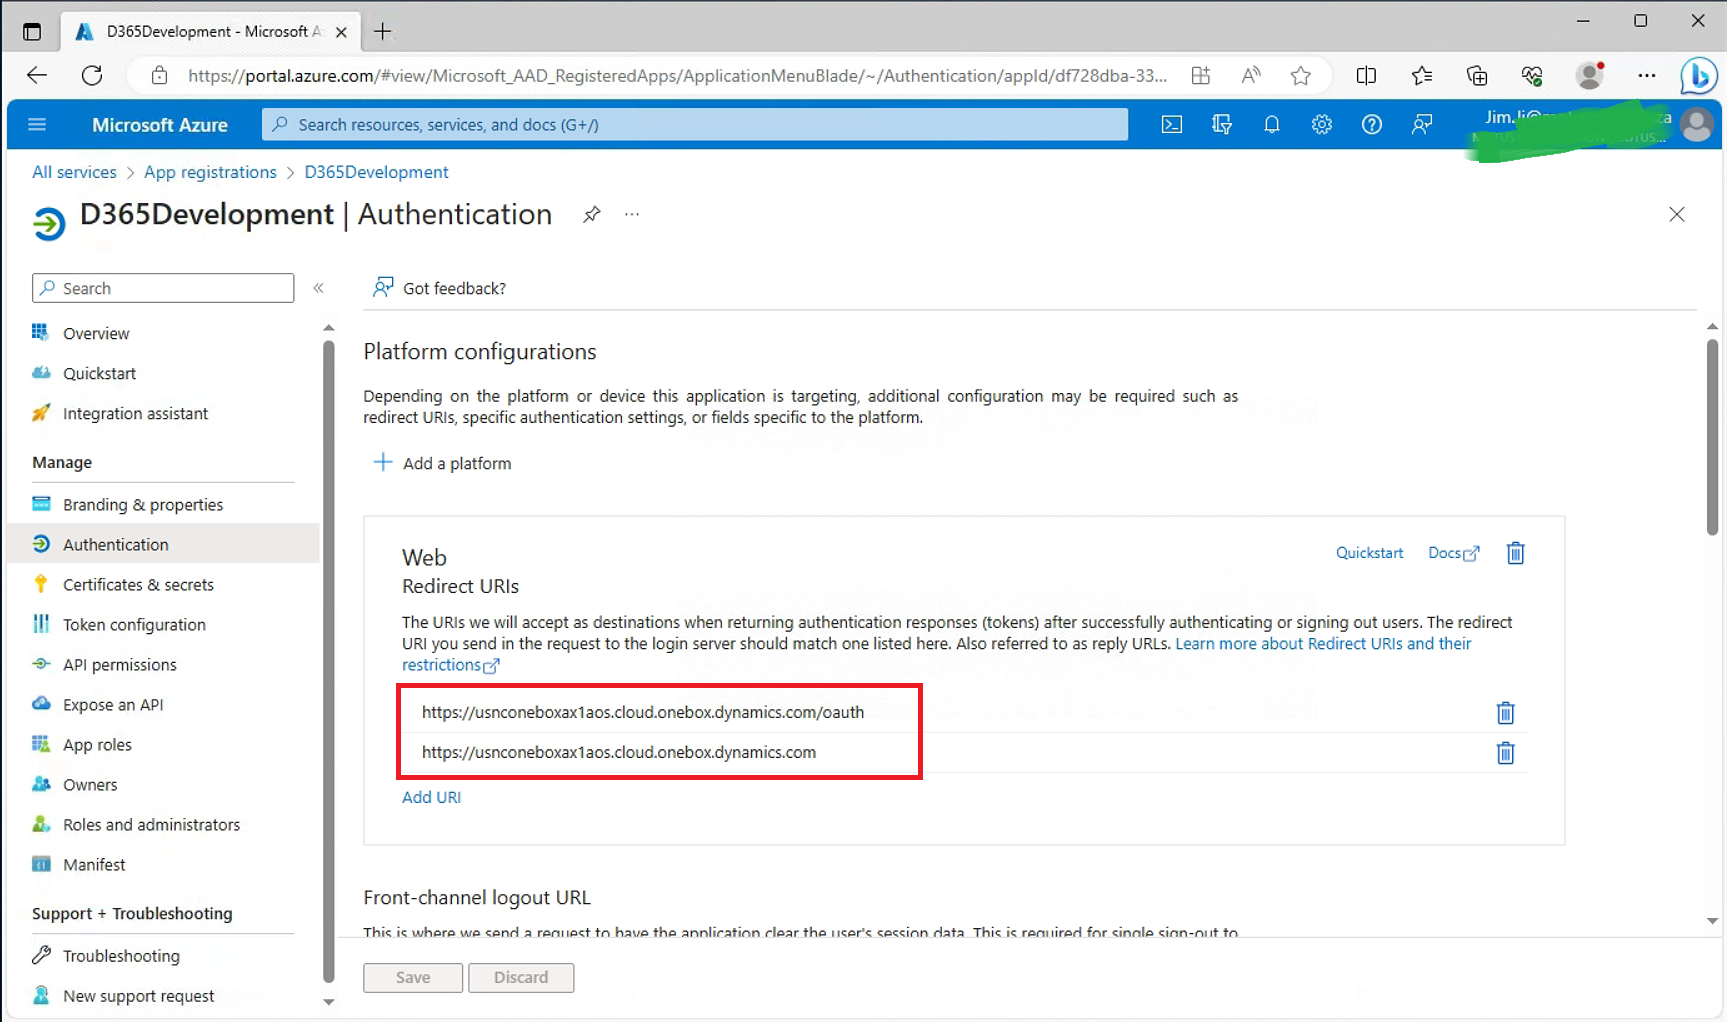 D365Development - Microsoft A
https://portal.azure.com/#view/Microsoft_AAD_RegisteredApps/ApplicationMenuBlade/~/Authentication/appId/df728dba-33...
Microsoft Azure
Search resources, services, and docs (G+/)
All services > App registrations > D365Development
D365Development | Authentication
Search
Got feedback?
Overview
Quickstart
Integration assistant
Manage
Branding & properties
Authentication
Certificates & secrets
Token configuration
API permissions
Expose an API
App roles
Owners
Roles and administrators
Manifest
Support + Troubleshooting
Troubleshooting
New support request
Platform configurations
Depending on the platform or device this application is targeting, additional configuration may be required such as
redirect URIs, specific authentication settings, or fields specific to the platform.
Add a platform
Web
Quickstart Docs
Redirect URIs
The URIs we will accept as destinations when returning authentication responses (tokens) after successfully authenticating or signing out users. The redirect
URI you send in the request to the login server should match one listed here. Also referred to as reply URLs. Learn more about Redirect URIs and their
restrictions
https://usnconeboxax1aos.cloud.onebox.dynamics.com/oauth
https://usnconeboxax1aos.cloud.onebox.dynamics.com
Add URI
Front-channel logout URL
This is where we send a request to have the application clear the user's session data. This is required for single sign-out to
Save Discard